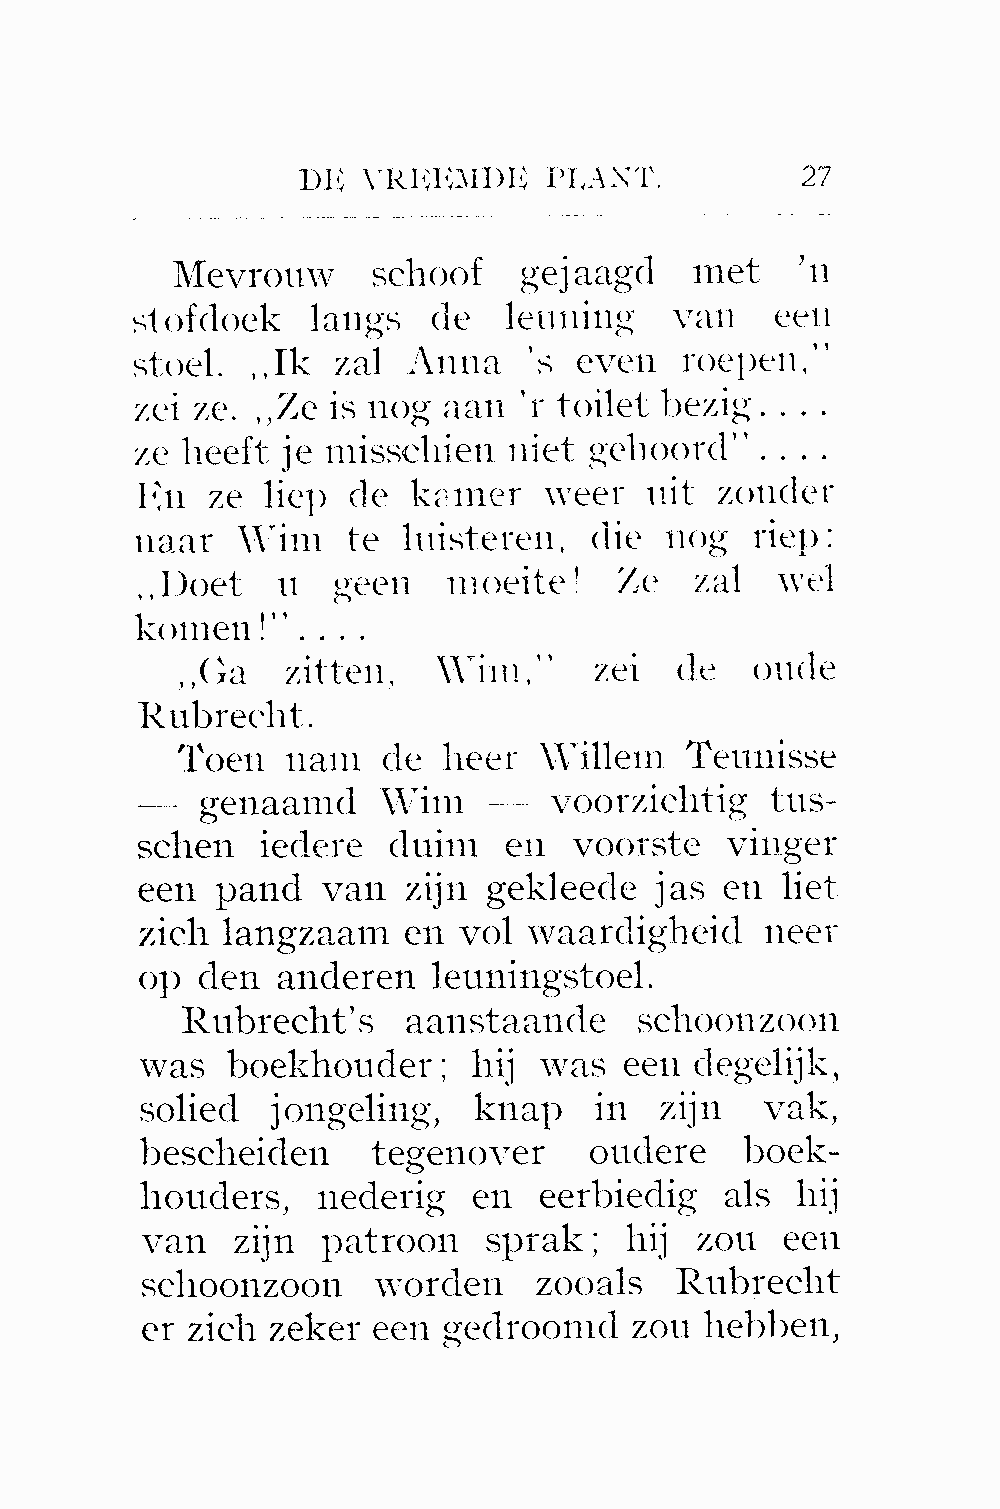 DE VREEMDE PLANT. 27
Mevrouw schoof gejaagd met 'n
stofdoek langs de leuning van een
stoel. ,,Ik zal Anna 's even roepen,''
zei ze. ,,Ze is nog aan 'r toilet bezig....
ze heeft je misschien niet gehoord''....
En ze liep de kamer weer uit zonder
naar Wim te luisteren, die nog riep:
,,Doet u geen moeite! Ze zal wel
komen!''....
,,Ga zitten, Wim,'' zei de oude
Rubrecht.
Toen nam de heer Willem Teunisse
— genaamd Wim — voorzichtig tus-
schen iedere duim en voorste vinger
een pand van zijn gekleede jas en liet
zich langzaam en vol waardigheid neer
op den anderen leuningstoel.
Rubrecht's aanstaande schoonzoon
was boekhouder; hij was een degelijk,
solied jongeling, knap in zijn vak,
bescheiden tegenover oudere boek-
houders, nederig en eerbiedig als hij
van zijn patroon sprak; hij zou een
schoonzoon worden zooals Rubrecht
er zich zeker een gedroomd zou hebben,